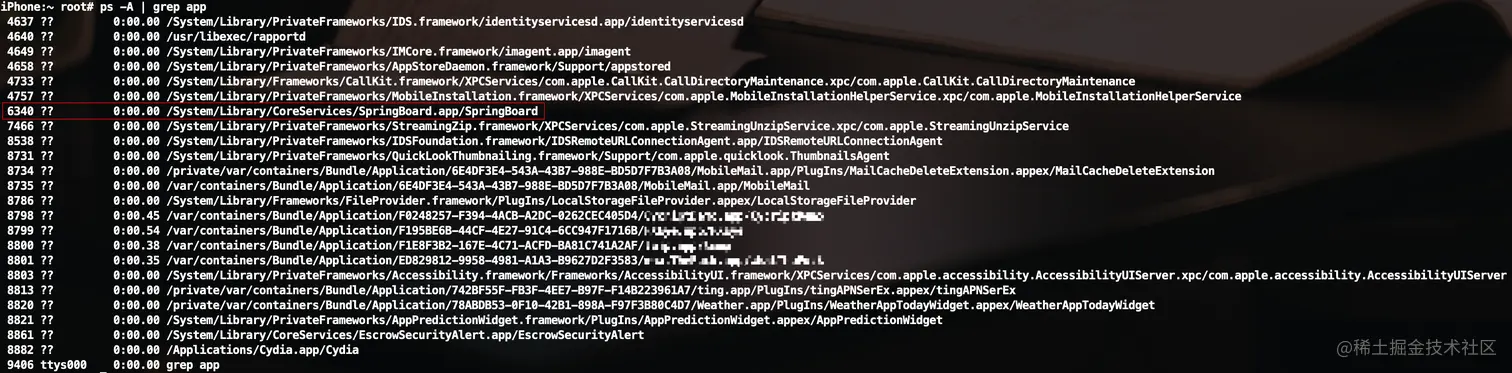 iPhone:~ root# ps -A | grep app
4637 ?? 0:00.00 /System/Library/PrivateFrameworks/IDS.framework/identityservicesd.app/identityservicesd
4640 ?? 0:00.00 /usr/libexec/rapportd
4649 ?? 0:00.00 /System/Library/PrivateFrameworks/IMCore.framework/imagent.app/imagent
4658 ?? 0:00.00 /System/Library/PrivateFrameworks/AppStoreDaemon.framework/Support/appstored
4733 ?? 0:00.00 /System/Library/Frameworks/CallKit.framework/XPCServices/com.apple.CallKit.CallDirectoryMaintenance.xpc/com.apple.CallKit.CallDirectoryMaintenance
4757 ?? 0:00.00 /System/Library/PrivateFrameworks/MobileInstallation.framework/XPCServices/com.apple.MobileInstallationHelperService.xpc/com.apple.MobileInstallationHelperService
6340 ?? 0:00.00 /System/Library/CoreServices/SpringBoard.app/SpringBoard
7466 ?? 0:00.00 /System/Library/PrivateFrameworks/StreamingZip.framework/XPCServices/com.apple.StreamingUnzipService.xpc/com.apple.StreamingUnzipService
8538 ?? 0:00.00 /System/Library/PrivateFrameworks/IDSFoundation.framework/IDSRemoteURLConnectionAgent.app/IDSRemoteURLConnectionAgent
8731 ?? 0:00.00 /System/Library/PrivateFrameworks/QuickLookThumbnailing.framework/Support/com.apple.quicklook.ThumbnailsAgent
8734 ?? 0:00.00 /private/var/containers/Bundle/Application/6E4DF3E4-543A-43B7-988E-BD5D7F7B3A08/MobileMail.app/PlugIns/MailCacheDeleteExtension.appex/MailCacheDeleteExtension
8735 ?? 0:00.00 /var/containers/Bundle/Application/6E4DF3E4-543A-43B7-988E-BD5D7F7B3A08/MobileMail.app/MobileMail
8786 ?? 0:00.00 /System/Library/Frameworks/FileProvider.framework/PlugIns/LocalStorageFileProvider.appex/LocalStorageFileProvider
8798 ?? 0:00.45 /var/containers/Bundle/Application/F0248257-F394-4ACB-A2DC-0262CEC405D4/
8799 ?? 0:00.54 /var/containers/Bundle/Application/F195BE6B-44CF-4E27-91C4-6CC947F1716B/
8800 ?? 0:00.38 /var/containers/Bundle/Application/F1E8F3B2-167E-4C71-ACFD-BA81C741A2AF/
8801 ?? 0:00.35 /var/containers/Bundle/Application/ED829812-9958-4981-A1A3-B9627D2F3583/
8803 ?? 0:00.00 /System/Library/PrivateFrameworks/Accessibility.framework/Frameworks/AccessibilityUI.framework/XPCServices/com.apple.accessibility.AccessibilityUIServer.xpc/com.apple.accessibility.AccessibilityUIServer
8813 ?? 0:00.00 /private/var/containers/Bundle/Application/742BF55F-FB3F-4EE7-B97F-F14B223961A7/ting.app/PlugIns/tingAPNSerEx.appex/tingAPNSerEx
8820 ?? 0:00.00 /private/var/containers/Bundle/Application/78ABDB53-0F10-42B1-898A-F97F3B80C4D7/Weather.app/PlugIns/WeatherAppTodayWidget.appex/WeatherAppTodayWidget
8821 ?? 0:00.00 /System/Library/PrivateFrameworks/AppPredictionWidget.framework/PlugIns/AppPredictionWidget.appex/AppPredictionWidget
8861 ?? 0:00.00 /System/Library/CoreServices/EscrowSecurityAlert.app/EscrowSecurityAlert
8882 ?? 0:00.00 /Applications/Cydia.app/Cydia
9406 ttys000 0:00.00 grep app
@稀土掘金技术社区